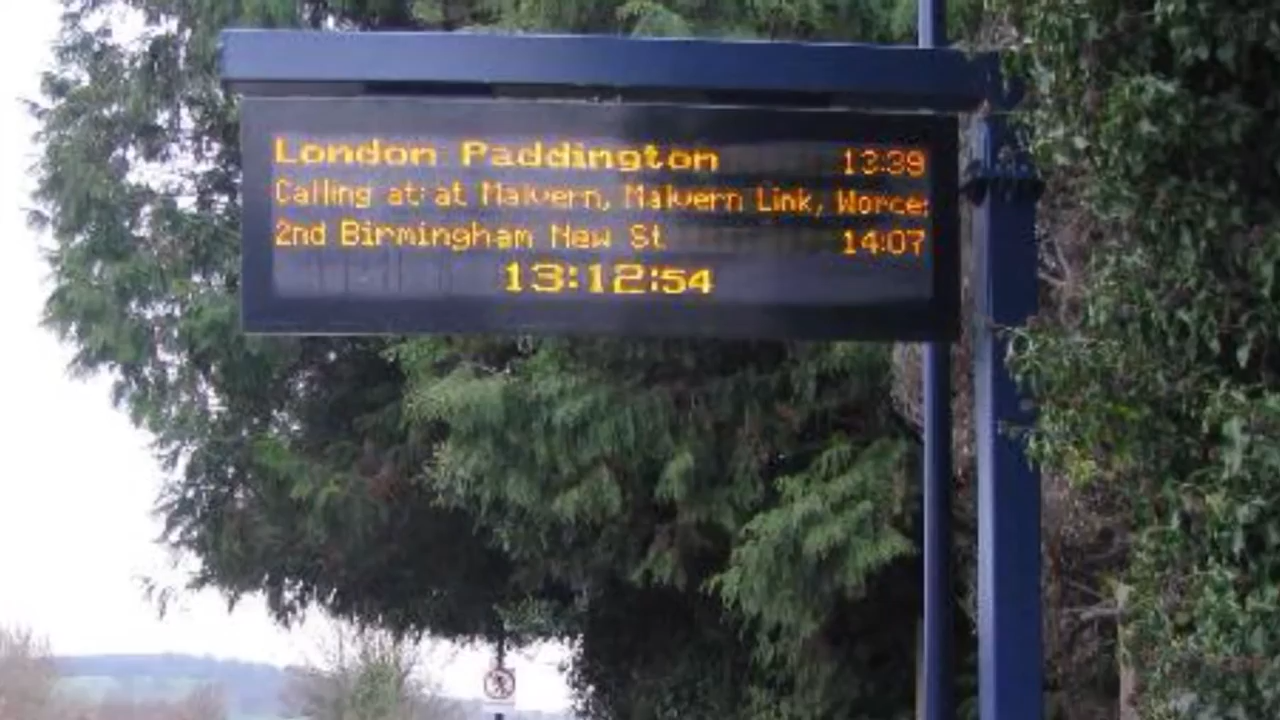 London Paddington 13:39
Calling at: at Malvern, Malvern Link, Worce
2nd Birmingham New St 14:07
13:12:54